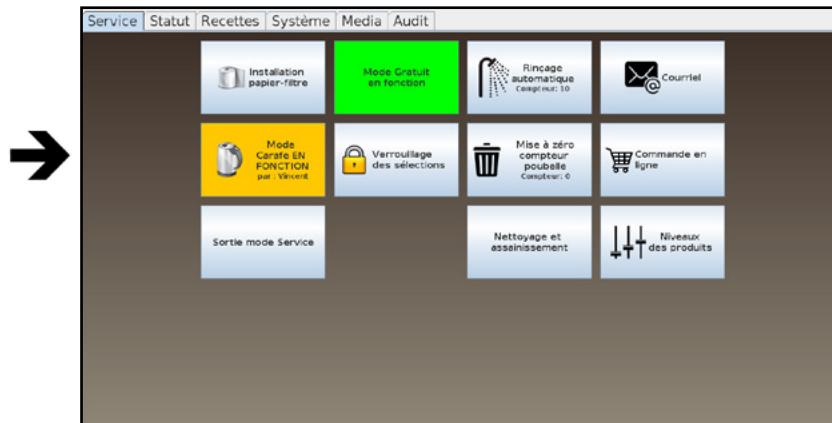 Service Statut Recettes Système Media Audit
Installation
papier-filtre
Mode Gratuit
en fonction
Rinçage
automatique
Compteur: 10
Courriel
Mode
Carafe EN
FONCTION
par : Vincent
Verrouillage
des sélections
Mise à zéro
compteur
poubelle
Compteur: 0
Commande en
ligne
Sortie mode Service
Nettoyage et
assainissement
Niveaux
des produits